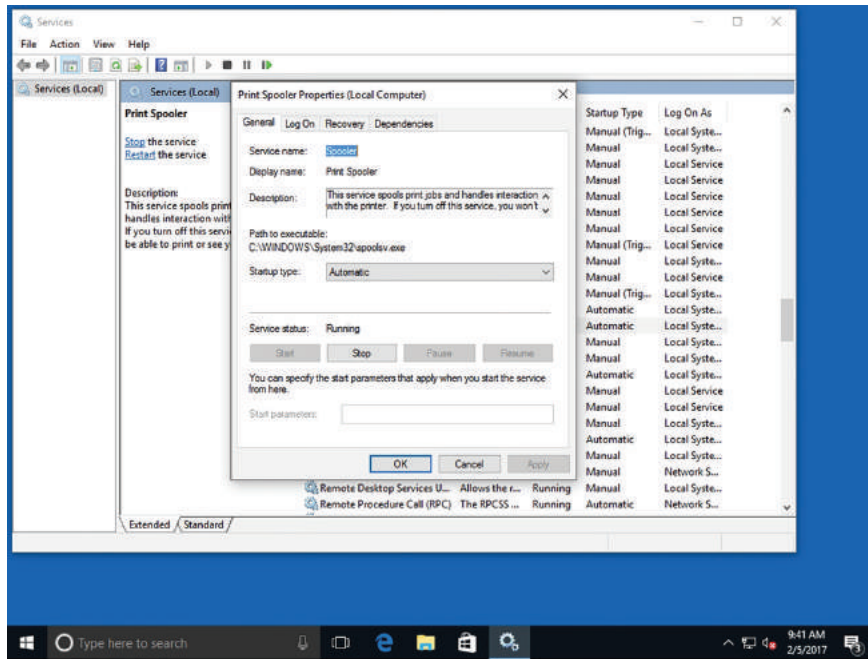 Services
File Action View Help
Services (Local)
Services (Local)
Print Spooler
Stop the service
Restart the service
Description:
This service spools print
handles interaction with
If you turn off this servi
be able to print or see y
Print Spooler Properties (Local Computer)
General Log On Recovery Dependencies
Service name: Spooler
Display name: Print Spooler
Description: This service spools print jobs and handles interaction
with the printer. If you turn off this service, you won't
Path to executable:
C:\WINDOWS\System32\spoolsv.exe
Startup type: Automatic
Service status: Running
Start Stop Pause Resume
You can specify the start parameters that apply when you start the service
from here.
Start parameters:
OK Cancel Apply
Startup Type Log On As
Manual (Trig... Local Syste...
Manual Local Syste...
Manual Local Service
Manual Local Service
Manual Local Service
Manual Local Service
Manual Local Service
Manual (Trig... Local Service
Manual Local Syste...
Manual Local Service
Manual (Trig... Local Syste...
Automatic Local Syste...
Automatic Local Syste...
Manual Local Syste...
Manual Local Syste...
Automatic Local Syste...
Manual Local Service
Manual Local Service
Manual Local Syste...
Automatic Local Syste...
Manual Local Syste...
Manual Network S...
Remote Desktop Services U... Allows the r... Running Manual Local Syste...
Remote Procedure Call (RPC) The RPCSS ... Running Automatic Network S...
Extended Standard
Type here to search
9:41 AM
2/5/2017